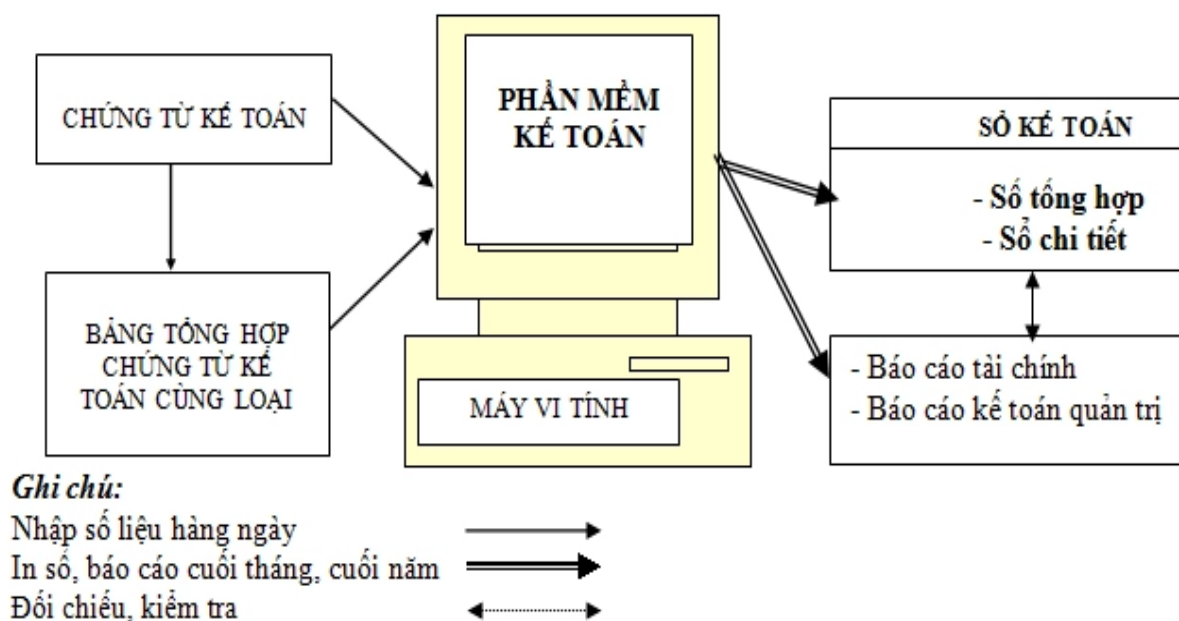 CHỨNG TỪ KẾ TOÁN
BẢNG TỔNG HỢP
CHỨNG TỪ KẾ
TOÁN CÙNG LOẠI
PHẦN MỀM
KẾ TOÁN
MÁY VI TÍNH
SỔ KẾ TOÁN
- Số tổng hợp
- Sổ chi tiết
- Báo cáo tài chính
- Báo cáo kế toán quản trị
Ghi chú:
Nhập số liệu hàng ngày
In số, báo cáo cuối tháng, cuối năm
Đối chiếu, kiểm tra